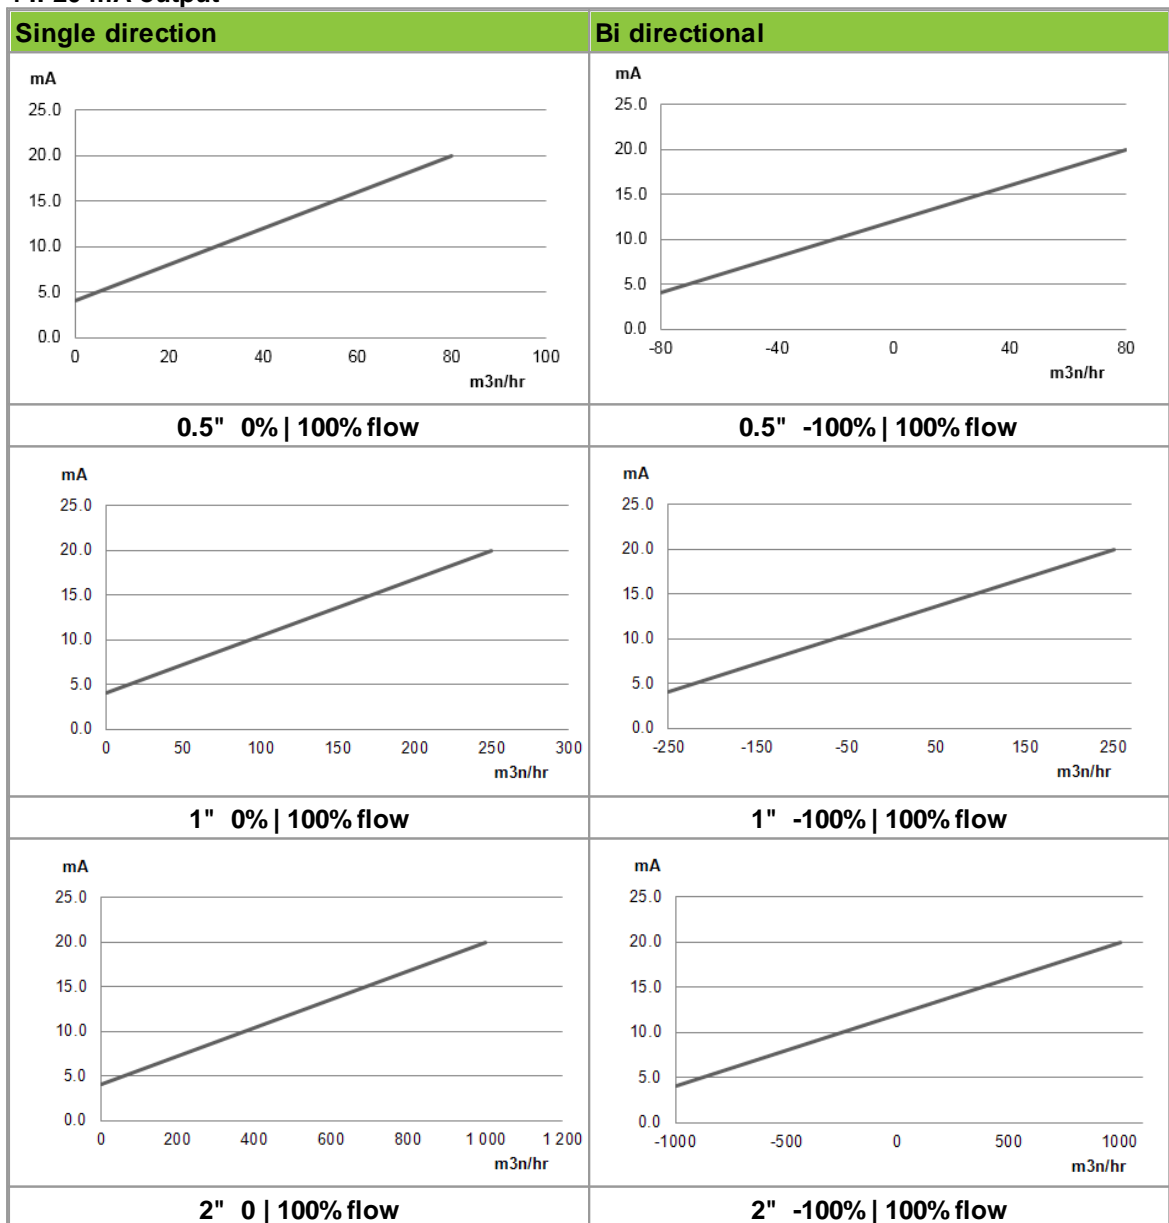 Single direction
Bi directional
mA
25.0
20.0
15.0
10.0
5.0
0.0
0 20 40 60 80 100
m3n/hr
mA
25.0
20.0
15.0
10.0
5.0
0.0
-80 -40 0 40 80
m3n/hr
0.5" 0% | 100% flow
0.5" -100% | 100% flow
mA
25.0
20.0
15.0
10.0
5.0
0.0
0 50 100 150 200 250 300
m3n/hr
mA
25.0
20.0
15.0
10.0
5.0
0.0
-250 -150 -50 50 150 250
m3n/hr
1" 0% | 100% flow
1" -100% | 100% flow
mA
25.0
20.0
15.0
10.0
5.0
0.0
0 200 400 600 800 1 000 1 200
m3n/hr
mA
25.0
20.0
15.0
10.0
5.0
0.0
-1000 -500 0 500 1000
m3n/hr
2" 0 | 100% flow
2" -100% | 100% flow